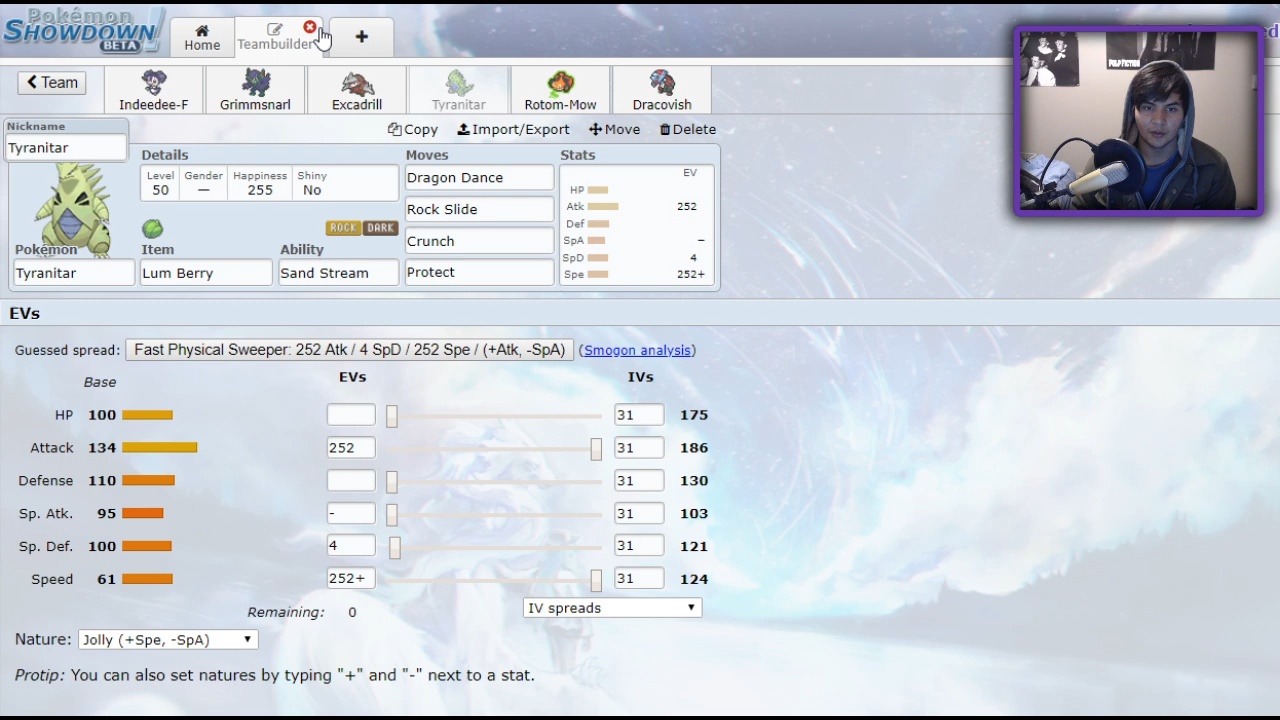 Pokémon
SHOWDOWN!
BETA
Home
Teambuilder
+
Team
Indeedee-F
Grimmsnarl
Excadrill
Tyranitar
Rotom-Mow
Dracovish
PULP FICTION
Copy
Import/Export
Move
Delete
Nickname
Tyranitar
Details
Level
50
Gender
—
Happiness
255
Shiny
No
ROCK DARK
Pokémon
Tyranitar
Item
Lum Berry
Ability
Sand Stream
Moves
Dragon Dance
Rock Slide
Crunch
Protect
Stats
EV
HP
Atk 252
Def
SpA –
SpD 4
Spe 252+
EVs
Guessed spread: Fast Physical Sweeper: 252 Atk / 4 SpD / 252 Spe / (+Atk, -SpA) (Smogon analysis)
Base EVs IVs
HP 100 31 175
Attack 134 252 31 186
Defense 110 31 130
Sp. Atk. 95 - 31 103
Sp. Def. 100 4 31 121
Speed 61 252+ 31 124
Remaining: 0 IV spreads
Nature: Jolly (+Spe, -SpA)
Protip: You can also set natures by typing "+" and "-" next to a stat.